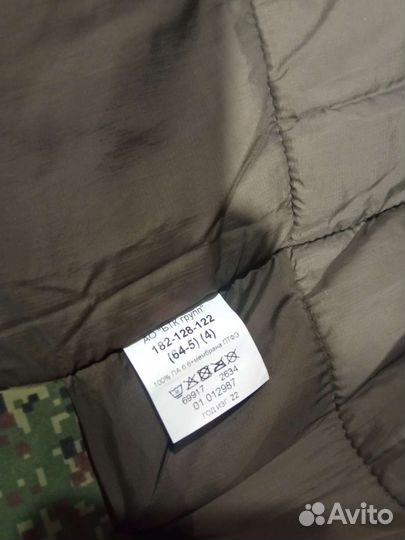 АО "БТК групп"
182-128-122
(64-5) (4)
100% ПА 6.6+мембрана ПТФЭ
69917 2634
01.012987
ГОД ИЗГ. 22
Avito